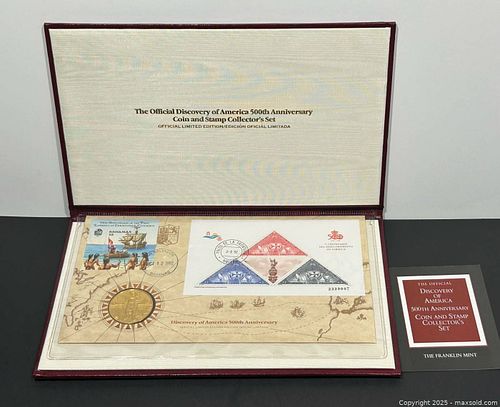 The Official Discovery of America 500th Anniversary
Coin and Stamp Collector's Set
OFFICIAL LIMITED EDITION/EDICIÓN OFICIAL LIMITADA
BAHAMAS
Discovery of America 500th Anniversary
THE OFFICIAL
DISCOVERY
OF
AMERICA
500TH ANNIVERSARY
COIN AND STAMP
COLLECTOR'S
SET
THE FRANKLIN MINT
Copyright © 2025 - maxsold.com